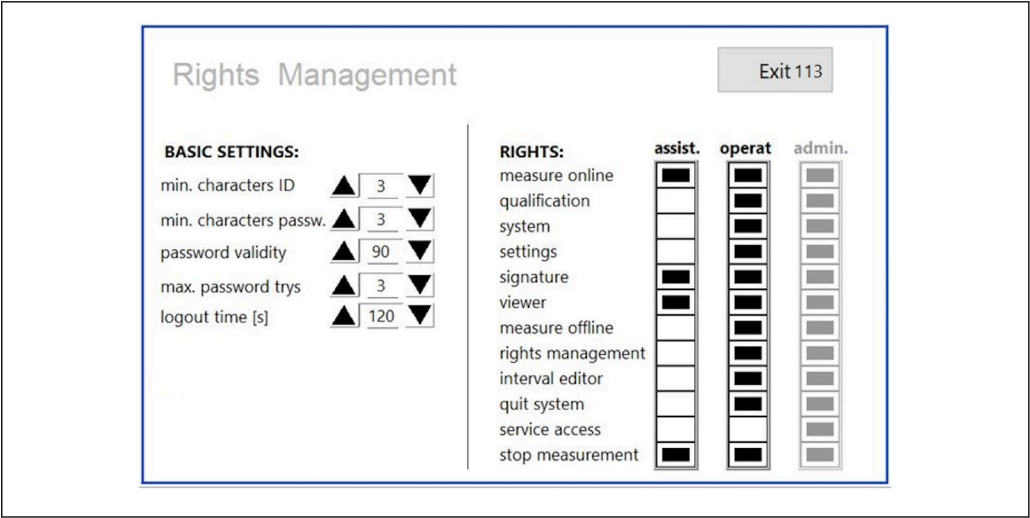 Rights Management
Exit 113
BASIC SETTINGS:
min. characters ID 3
min. characters passw. 3
password validity 90
max. password trys 3
logout time [s] 120
RIGHTS: assist. operat admin.
measure online
qualification
system
settings
signature
viewer
measure offline
rights management
interval editor
quit system
service access
stop measurement